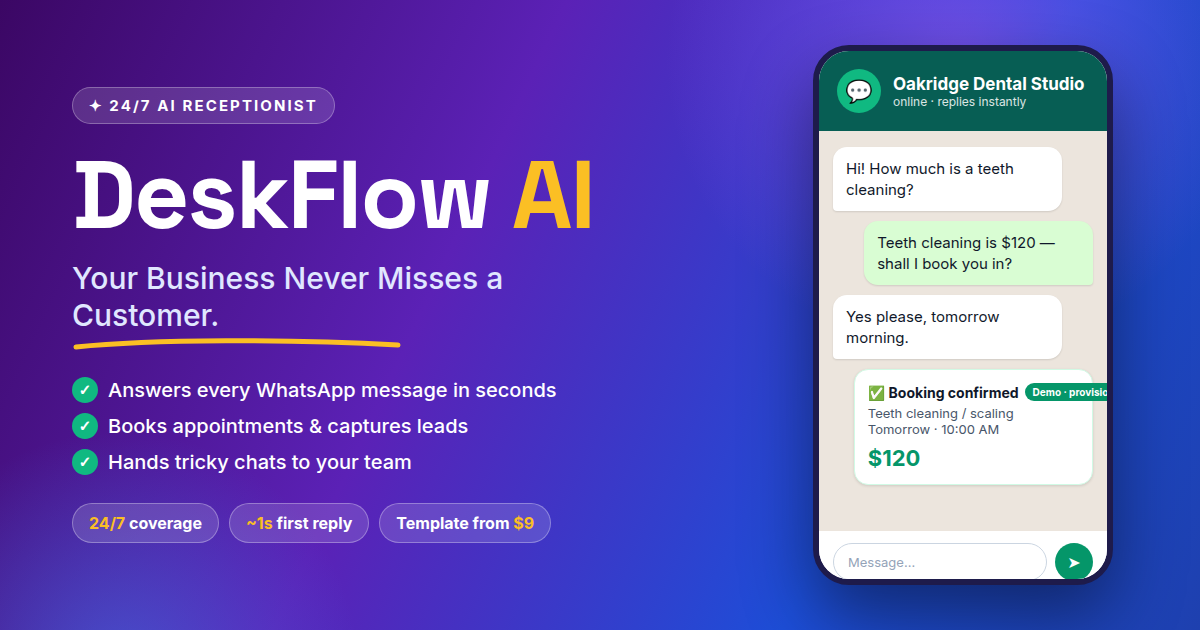 ✦ 24/7 AI RECEPTIONIST
DeskFlow AI
Your Business Never Misses a
Customer.
✓ Answers every WhatsApp message in seconds
✓ Books appointments & captures leads
✓ Hands tricky chats to your team
24/7 coverage
~1s first reply
Template from $9
Oakridge Dental Studio
online · replies instantly
Hi! How much is a teeth
cleaning?
Teeth cleaning is $120 —
shall I book you in?
Yes please, tomorrow
morning.
✅ Booking confirmed Demo ·
Teeth cleaning / scaling
Tomorrow · 10:00 AM
$120
Message...